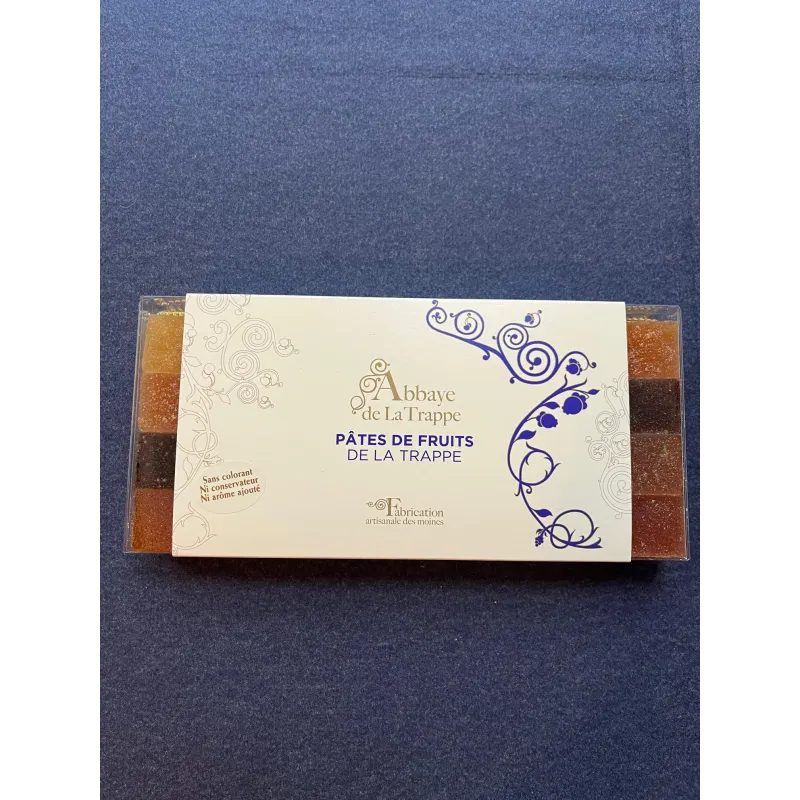 Abbaye
de La Trappe
PÂTES DE FRUITS
DE LA TRAPPE
Sans colorant
Ni conservateur
Ni arôme ajouté
Fabrication
artisanale des moines